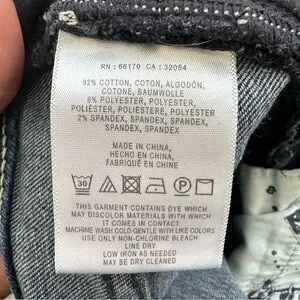 RN : 66170 CA : 32054
92% COTTON, COTON, ALGODÓN,
COTONE, BAUMWOLLE
6% POLYESTER, POLYESTER,
POLIÉSTER, POLIESTERE, POLYESTER
2% SPANDEX, SPANDEX,
SPANDEX, SPANDEX, SPANDEX
MADE IN CHINA,
HECHO EN CHINA,
FABRIQUÉ EN CHINE
30 P
THIS GARMENT CONTAINS DYE WHICH
MAY DISCOLOR MATERIALS WITH WHICH
IT COMES IN CONTACT
MACHINE WASH COLD GENTLE WITH LIKE COLORS
USE ONLY NON-CHLORINE BLEACH
LINE DRY
LOW IRON AS NEEDED
MAY BE DRY CLEANED